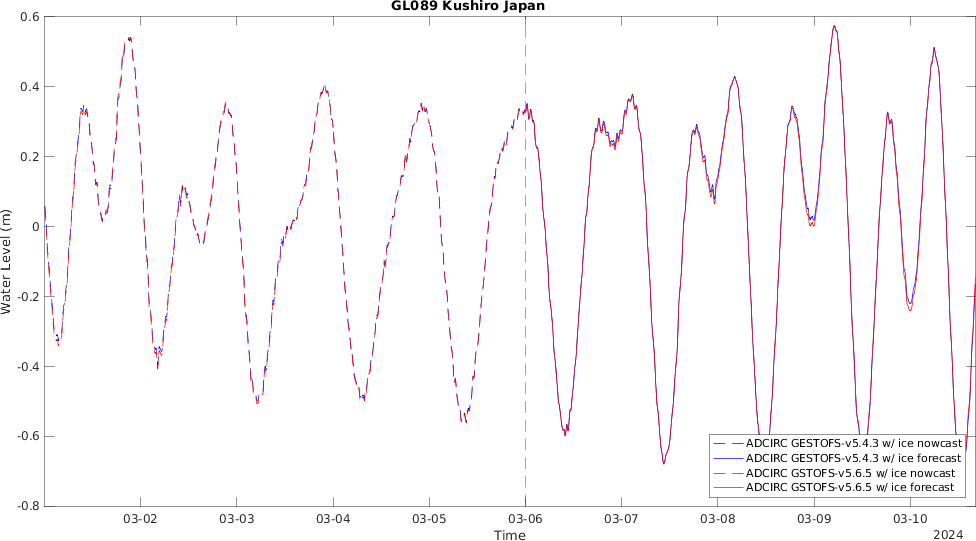 GL089 Kushiro Japan
0.6
0.4
0.2
0
-0.2
-0.4
-0.6
-0.8
Water Level (m)
ADCIRC GESTOFS-v5.4.3 w/ ice nowcast
ADCIRC GESTOFS-v5.4.3 w/ ice forecast
ADCIRC GSTOFS-v5.6.5 w/ ice nowcast
ADCIRC GSTOFS-v5.6.5 w/ ice forecast
03-02 03-03 03-04 03-05 03-06 03-07 03-08 03-09 03-10
Time
2024